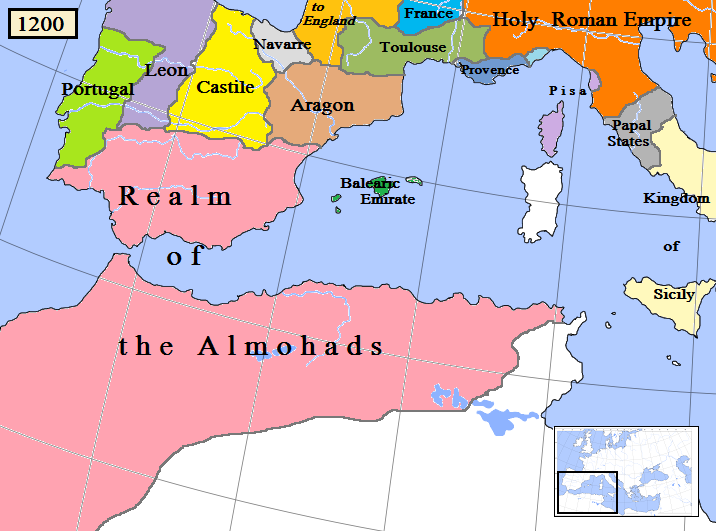 1200
to
England
France
Holy Roman Empire
Navarre
Toulouse
Leon
Provence
Portugal
Castile
Pisa
Aragon
Papal
States
Balearic
Emirate
Realm
Kingdom
of
of
Sicily
the Almohads